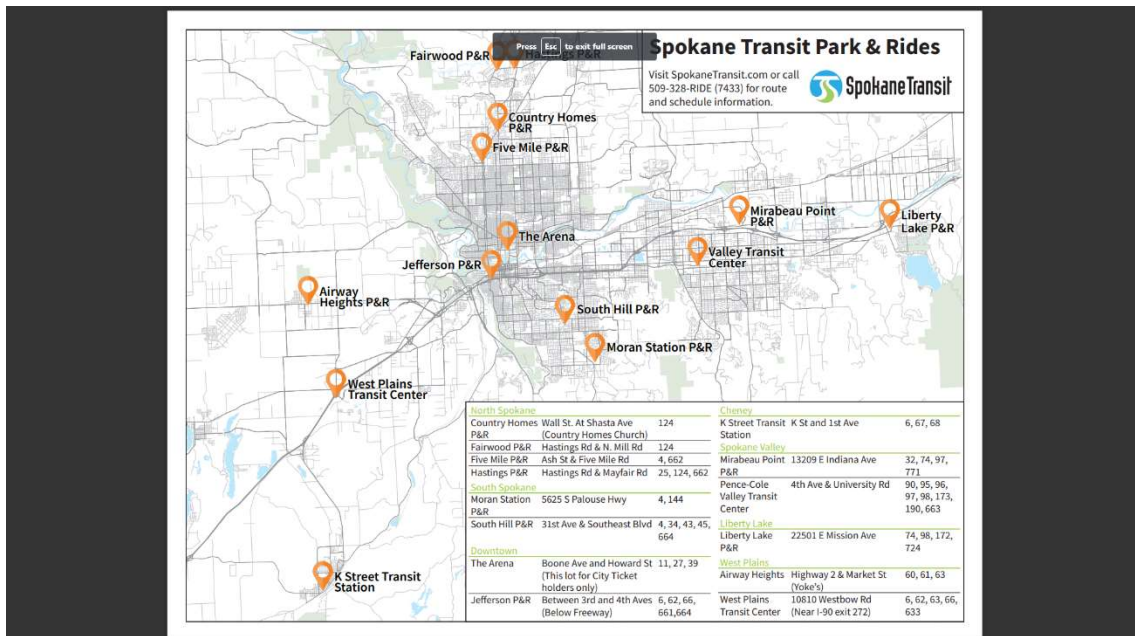 Press Esc to exit full screen
Spokane Transit Park & Rides
Visit SpokaneTransit.com or call
509-328-RIDE (7433) for route
and schedule information.
SpokaneTransit
Fairwood P&R
Hastings P&R
Country Homes
P&R
Five Mile P&R
Mirabeau Point
P&R
Liberty
Lake P&R
The Arena
Valley Transit
Center
Jefferson P&R
Airway
Heights P&R
South Hill P&R
Moran Station P&R
West Plains
Transit Center
K Street Transit
Station
North Spokane
Country Homes Wall St. At Shasta Ave 124
P&R (Country Homes Church)
Fairwood P&R Hastings Rd & N. Mill Rd 124
Five Mile P&R Ash St & Five Mile Rd 4, 662
Hastings P&R Hastings Rd & Mayfair Rd 25, 124, 662
South Spokane
Moran Station 5625 S Palouse Hwy 4, 144
P&R
South Hill P&R 31st Ave & Southeast Blvd 4, 34, 43, 45,
664
Downtown
The Arena Boone Ave and Howard St 11, 27, 39
(This lot for City Ticket
holders only)
Jefferson P&R Between 3rd and 4th Aves 6, 62, 66,
(Below Freeway) 661,664
Cheney
K Street Transit K St and 1st Ave 6, 67, 68
Station
Spokane Valley
Mirabeau Point 13209 E Indiana Ave 32, 74, 97,
P&R 771
Pence-Cole 4th Ave & University Rd 90, 95, 96,
Valley Transit 97, 98, 173,
Center 190, 663
Liberty Lake
Liberty Lake 22501 E Mission Ave 74, 98, 172,
P&R 724
West Plains
Airway Heights Highway 2 & Market St 60, 61, 63
(Yoke's)
West Plains 10810 Westbow Rd 6, 62, 63, 66,
Transit Center (Near I-90 exit 272) 633